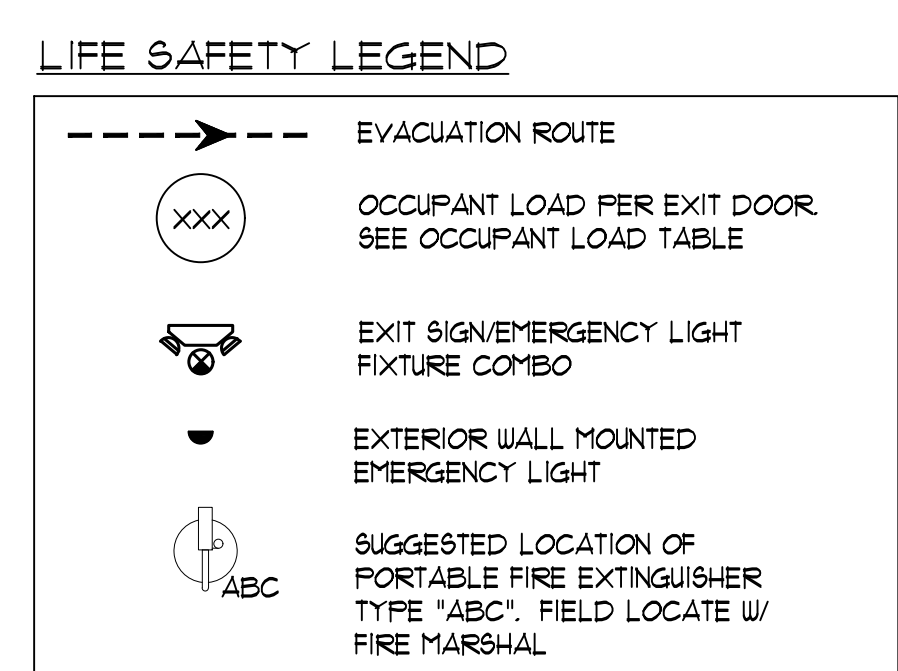 LIFE SAFETY LEGEND
EVACUATION ROUTE
XXX
OCCUPANT LOAD PER EXIT DOOR.
SEE OCCUPANT LOAD TABLE
EXIT SIGN/EMERGENCY LIGHT
FIXTURE COMBO
EXTERIOR WALL MOUNTED
EMERGENCY LIGHT
ABC
SUGGESTED LOCATION OF
PORTABLE FIRE EXTINGUISHER
TYPE "ABC". FIELD LOCATE W/
FIRE MARSHAL